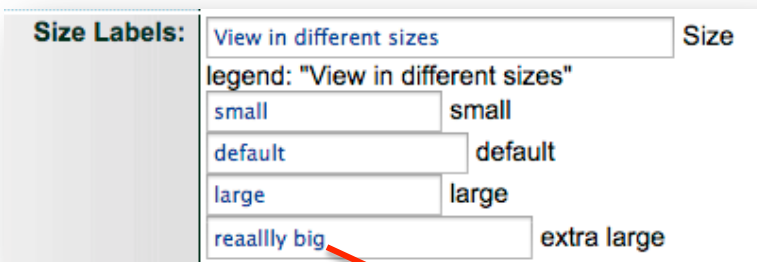 Size Labels: View in different sizes Size
legend: "View in different sizes"
small small
default default
large large
reaallly big extra large